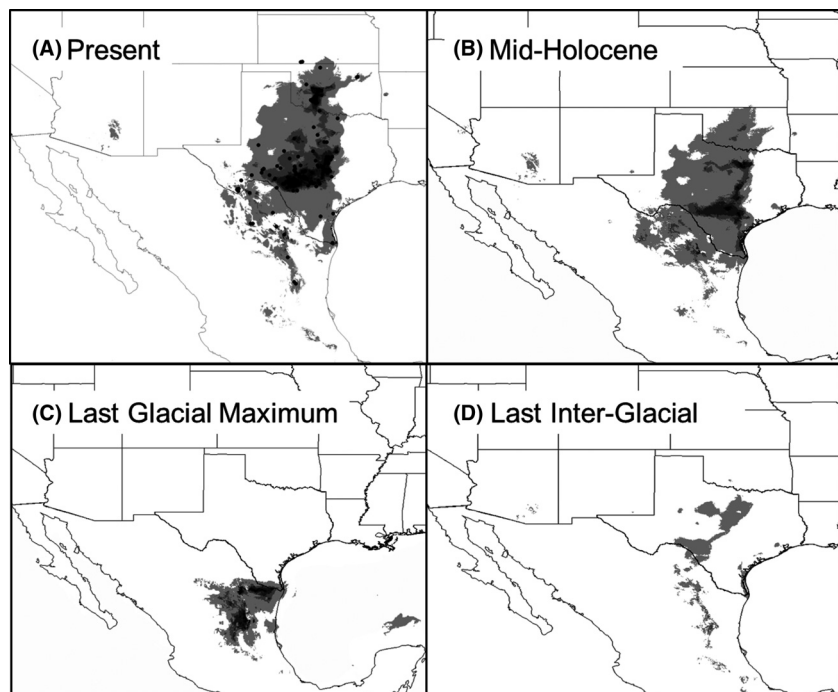 (A) Present
(B) Mid-Holocene
(C) Last Glacial Maximum
(D) Last Inter-Glacial